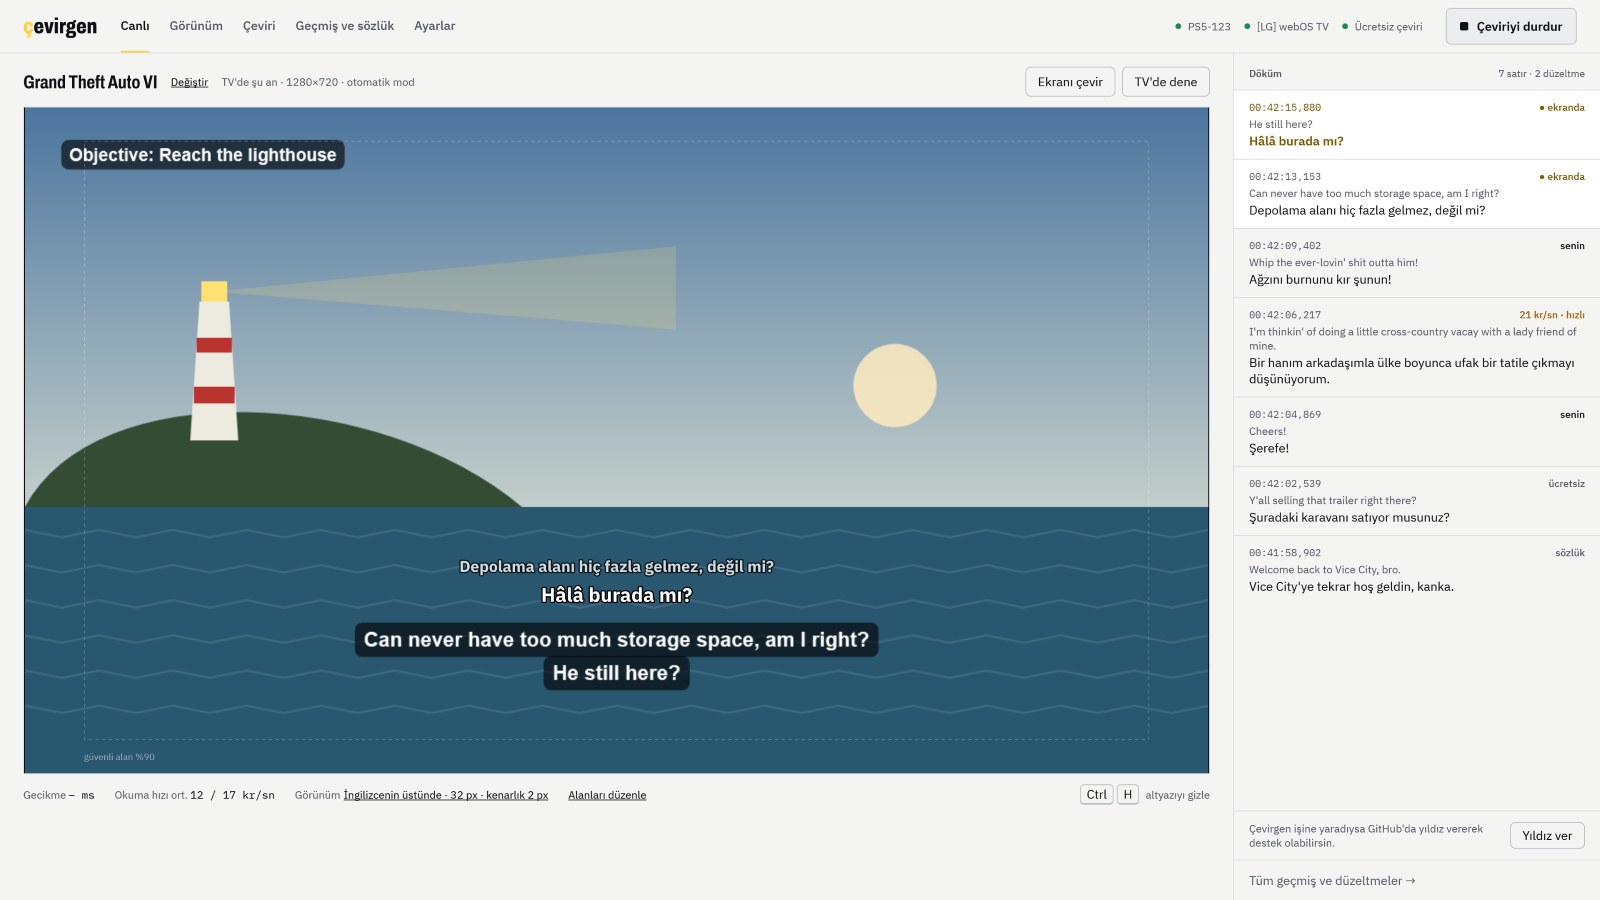 çevirgen
Canlı
Görünüm
Çeviri
Geçmiş ve sözlük
Ayarlar
PS5-123
[LG] webOS TV
Ücretsiz çeviri
Çeviriyi durdur
Grand Theft Auto VI
Değiştir
TV'de şu an · 1280×720 · otomatik mod
Ekranı çevir
TV'de dene
Objective: Reach the lighthouse
Depolama alanı hiç fazla gelmez, değil mi?
Hâlâ burada mı?
Can never have too much storage space, am I right?
He still here?
güvenli alan %90
Gecikme – ms
Okuma hızı ort. 12 / 17 kr/sn
Görünüm İngilizcenin üstünde · 32 px · kenarlık 2 px
Alanları düzenle
Ctrl H altyazıyı gizle
Döküm
7 satır · 2 düzeltme
00:42:15,880
ekranda
He still here?
Hâlâ burada mı?
00:42:13,153
ekranda
Can never have too much storage space, am I right?
Depolama alanı hiç fazla gelmez, değil mi?
00:42:09,402
senin
Whip the ever-lovin' shit outta him!
Ağzını burnunu kır şunun!
00:42:06,217
21 kr/sn · hızlı
I'm thinkin' of doing a little cross-country vacay with a lady friend of
mine.
Bir hanım arkadaşımla ülke boyunca ufak bir tatile çıkmayı
düşünüyorum.
00:42:04,869
senin
Cheers!
Şerefe!
00:42:02,539
ücretsiz
Y'all selling that trailer right there?
Şuradaki karavanı satıyor musunuz?
00:41:58,902
sözlük
Welcome back to Vice City, bro.
Vice City'ye tekrar hoş geldin, kanka.
Çevirgen işine yaradıysa GitHub'da yıldız vererek
destek olabilirsin.
Yıldız ver
Tüm geçmiş ve düzeltmeler →